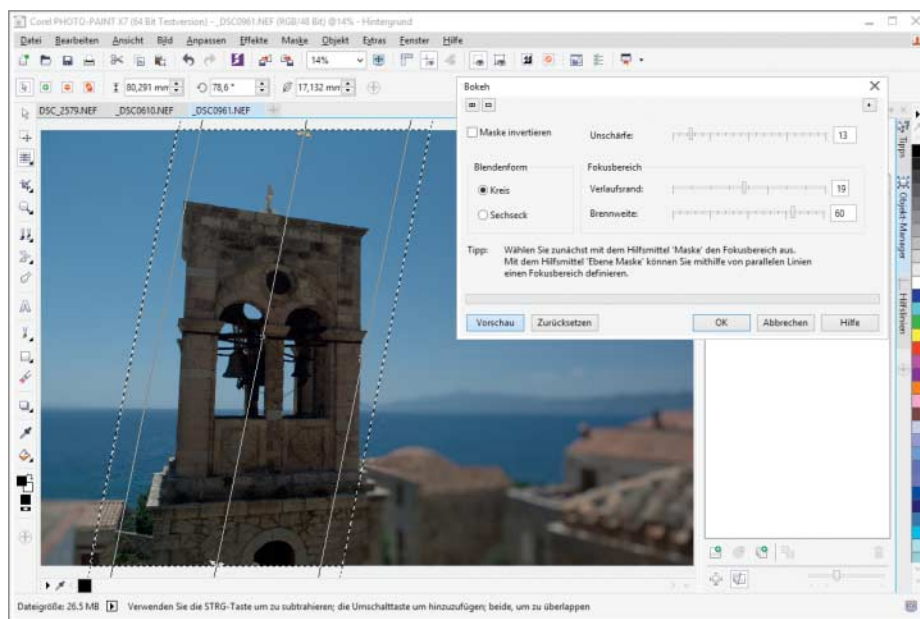 Corel PHOTO-PAINT X7 (64 Bit Testversion) - _DSC0961.NEF (RGB/48 Bit) @14% - Hintergrund
Datei Bearbeiten Ansicht Bild Anpassen Effekte Maske Objekt Extras Fenster Hilfe
14%
80,291 mm 78,6 ° 17,132 mm
DSC_2579.NEF _DSC0610.NEF _DSC0961.NEF
Bokeh
Maske invertieren
Unschärfe: 13
Blendenform
Kreis
Sechseck
Fokusbereich
Verlaufsrand: 19
Brennweite: 60
Tipp: Wählen Sie zunächst mit dem Hilfsmittel 'Maske' den Fokusbereich aus.
Mit dem Hilfsmittel 'Ebene Maske' können Sie mithilfe von parallelen Linien
einen Fokusbereich definieren.
Vorschau Zurücksetzen OK Abbrechen Hilfe
Tipps
Objekt-Manager
Hilfslinien
Dateigröße: 26.5 MB Verwenden Sie die STRG-Taste um zu subtrahieren; die Umschalttaste um hinzuzufügen; beide, um zu überlappen